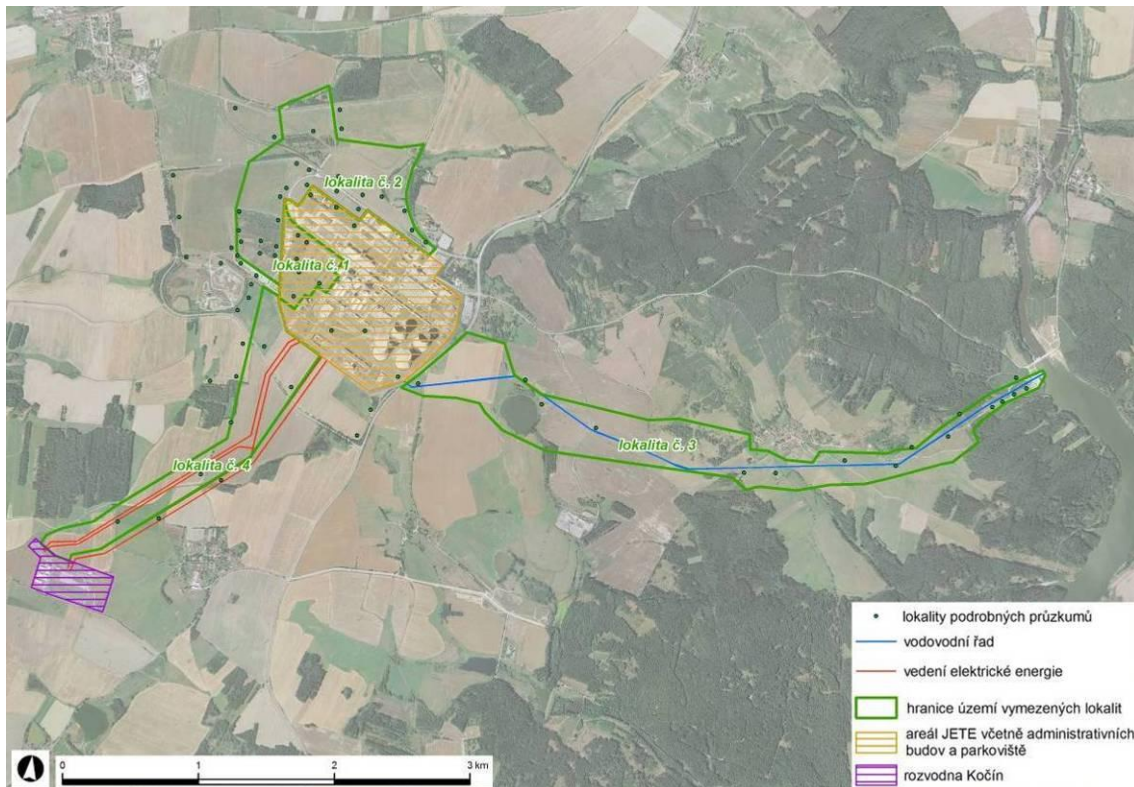 lokalita č. 2
lokalita č. 1
lokalita č. 3
lokalita č. 4
lokality podrobných průzkumů
vodovodní řad
vedení elektrické energie
hranice území vymezených lokalit
areál JETE včetně administrativních
budov a parkoviště
rozvodna Kočín
0 1 2 3 km